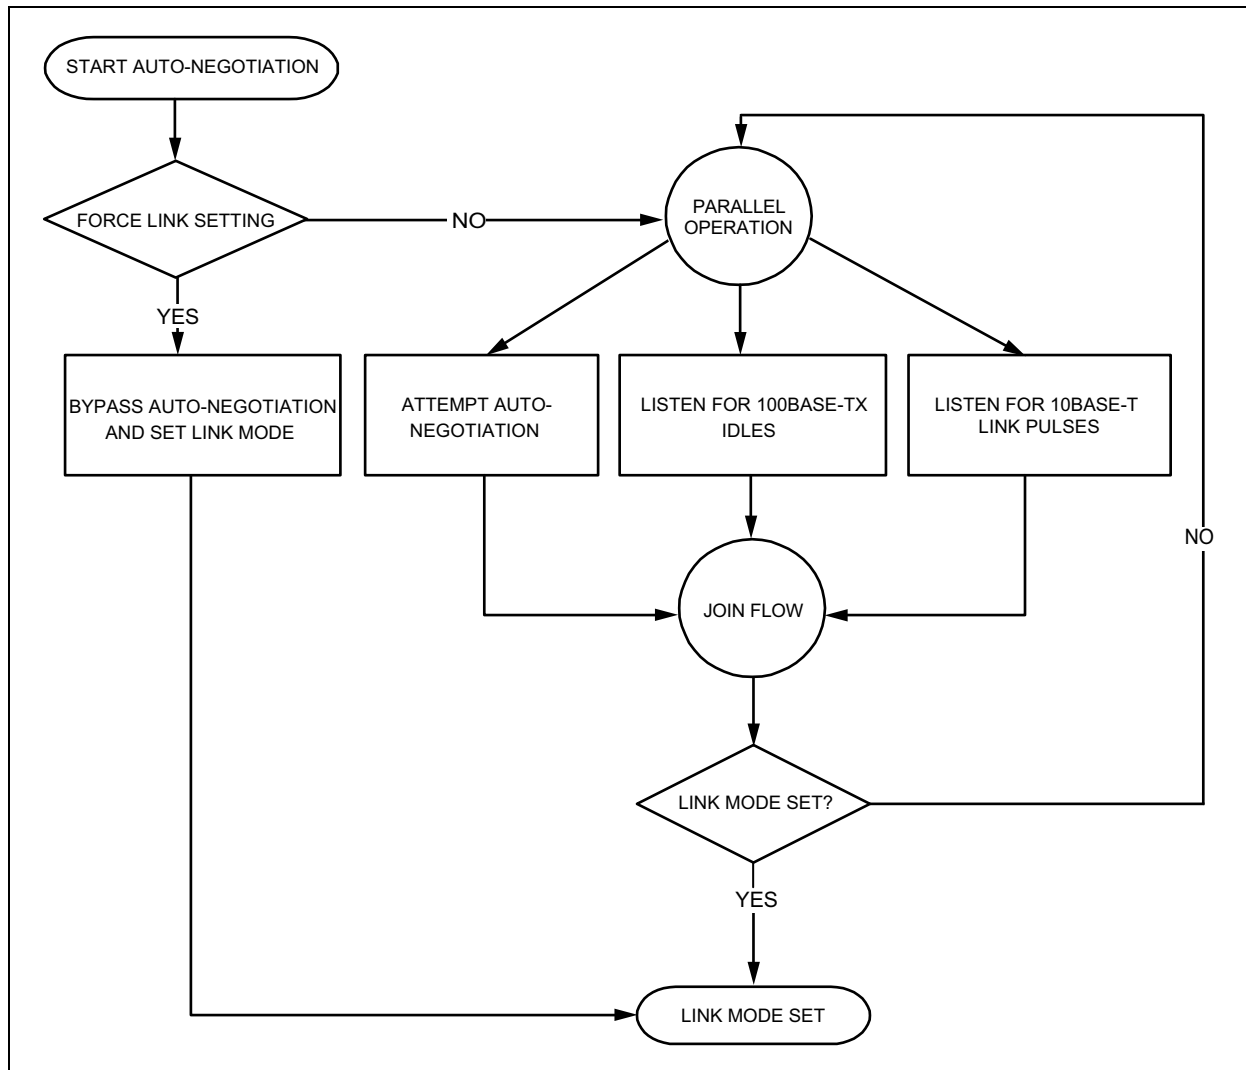 START AUTO-NEGOTIATION
FORCE LINK SETTING
NO
PARALLEL
OPERATION
YES
BYPASS AUTO-NEGOTIATION
AND SET LINK MODE
ATTEMPT AUTO-
NEGOTIATION
LISTEN FOR 100BASE-TX
IDLES
LISTEN FOR 10BASE-T
LINK PULSES
NO
JOIN FLOW
LINK MODE SET?
YES
LINK MODE SET